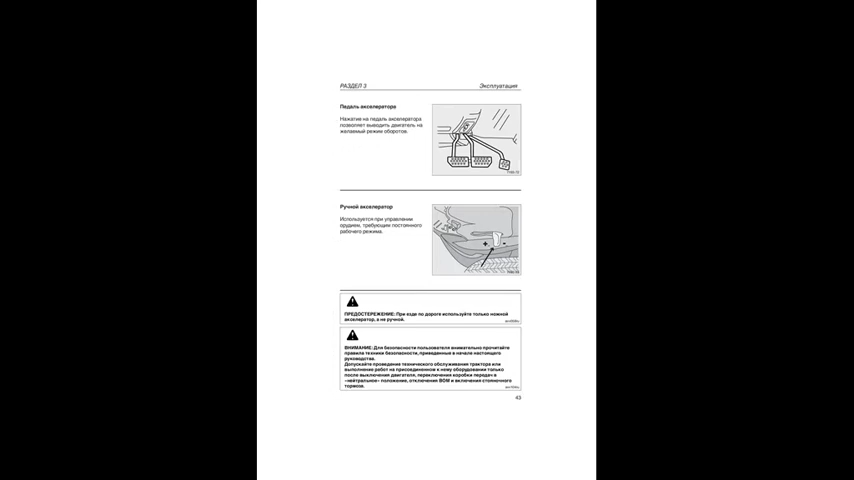 РАЗДЕЛ 3 Эксплуатация
Педаль акселератора
Нажатие на педаль акселератора
позволяет выводить двигатель на
желаемый режим оборотов.
Ручной акселератор
Используется при управлении
орудием, требующим постоянного
рабочего режима.
+ -
ПРЕДОСТЕРЕЖЕНИЕ: При езде по дороге используйте только ножной
акселератор, а не ручной.
ВНИМАНИЕ: Для безопасности пользователя внимательно прочитайте
правила техники безопасности, приведенные в начале настоящего
руководства.
Допускайте проведения технического обслуживания трактора или
выполнение работ на присоединенном к нему оборудовании только
после выключения двигателя, переключения коробки передач в
«нейтральное» положение, отключения ВОМ и включения стояночного
тормоза.
43